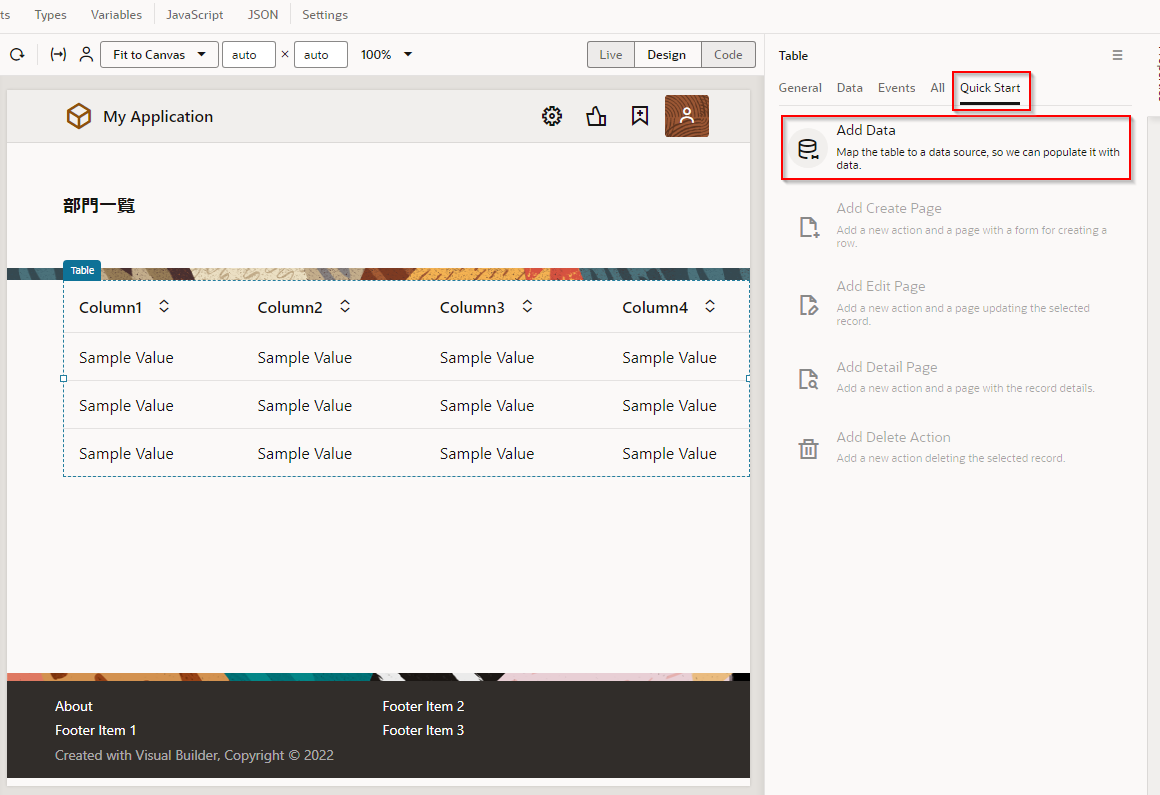 ts Types Variables JavaScript JSON Settings
Fit to Canvas auto × auto 100% Live Design Code
Table
General Data Events All Quick Start
My Application
部門一覧
Table
Column1 Column2 Column3 Column4
Sample Value Sample Value Sample Value Sample Value
Sample Value Sample Value Sample Value Sample Value
Sample Value Sample Value Sample Value Sample Value
About Footer Item 2
Footer Item 1 Footer Item 3
Created with Visual Builder, Copyright © 2022
Add Data
Map the table to a data source, so we can populate it with
data.
Add Create Page
Add a new action and a page with a form for creating a
row.
Add Edit Page
Add a new action and a page updating the selected
record.
Add Detail Page
Add a new action and a page with the record details.
Add Delete Action
Add a new action deleting the selected record.